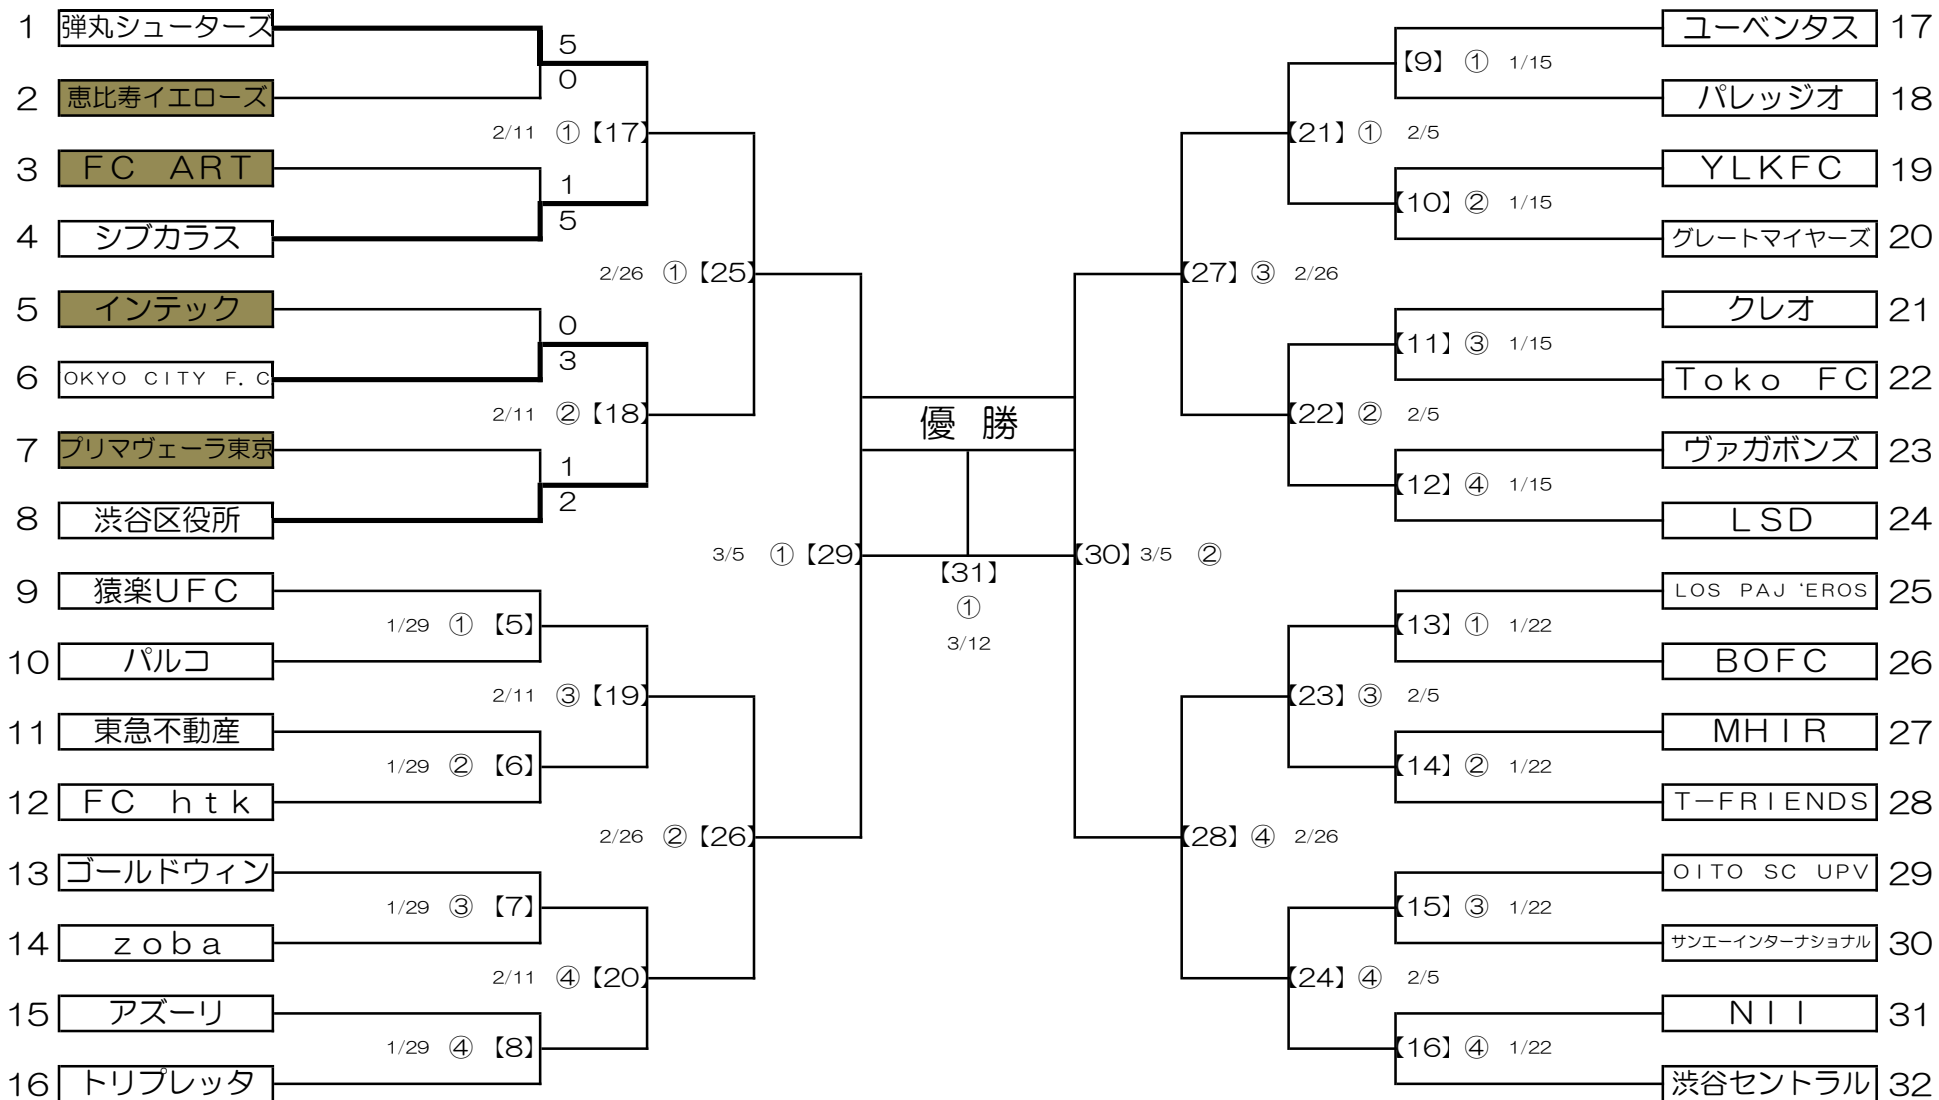 1 弾丸シューターズ
5
0
2 恵比寿イエローズ
2/11 ① 【17】
3 ＦＣ ＡＲＴ
1
5
4 シブカラス
2/26 ① 【25】
5 インテック
0
3
6 OKYO CITY F.C
2/11 ② 【18】
7 プリマヴェーラ東京
1
2
8 渋谷区役所
3/5 ① 【29】
9 猿楽ＵＦＣ
1/29 ① 【5】
10 パルコ
2/11 ③ 【19】
11 東急不動産
1/29 ② 【6】
12 ＦＣ ｈｔｋ
2/26 ② 【26】
13 ゴールドウィン
1/29 ③ 【7】
14 ｚｏｂａ
2/11 ④ 【20】
15 アズーリ
1/29 ④ 【8】
16 トリプレッタ
優 勝
【31】
①
3/12
ユーベンタス 17
【9】 ① 1/15
パレッジオ 18
【21】 ① 2/5
ＹＬＫＦＣ 19
【10】 ② 1/15
グレートマイヤーズ 20
【27】 ③ 2/26
クレオ 21
【11】 ③ 1/15
Ｔｏｋｏ ＦＣ 22
【22】 ② 2/5
ヴァガボンズ 23
【12】 ④ 1/15
ＬＳＤ 24
【30】 3/5 ②
LOS PAJ'EROS 25
【13】 ① 1/22
ＢＯＦＣ 26
【23】 ③ 2/5
ＭＨＩＲ 27
【14】 ② 1/22
Ｔ－ＦＲＩＥＮＤＳ 28
【28】 ④ 2/26
OITO SC UPV 29
【15】 ③ 1/22
サンエーインターナショナル 30
【24】 ④ 2/5
ＮＩＩ 31
【16】 ④ 1/22
渋谷セントラル 32